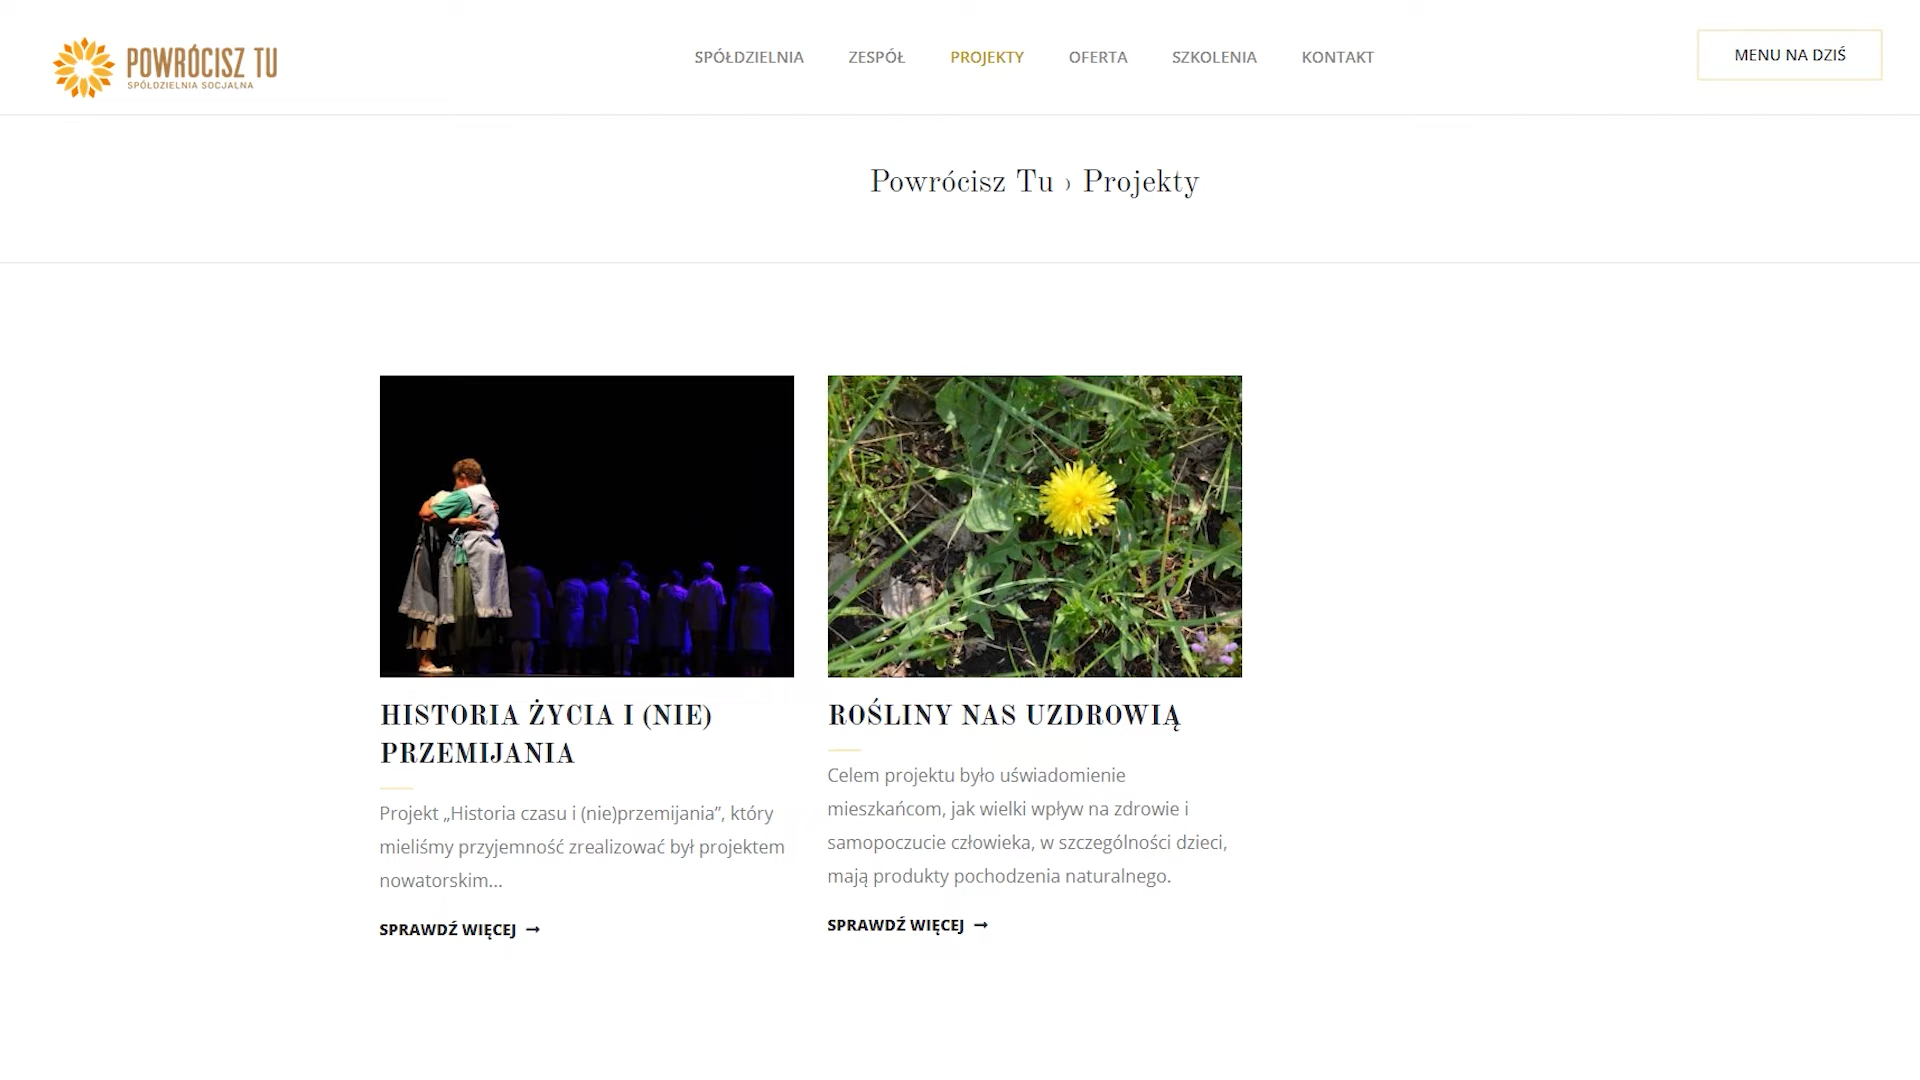 POWRÓCISZ TU
SPÓŁDZIELNIA SOCJALNA
SPÓŁDZIELNIA
ZESPÓŁ
PROJEKTY
OFERTA
SZKOLENIA
KONTAKT
MENU NA DZIŚ
Powrócisz Tu › Projekty
HISTORIA ŻYCIA I (NIE)
PRZEMIJANIA
Projekt „Historia czasu i (nie)przemijania”, który
mieliśmy przyjemność zrealizować był projektem
nowatorskim...
SPRAWDŹ WIĘCEJ →
ROŚLINY NAS UZDROWIĄ
Celem projektu było uświadomienie
mieszkańcom, jak wielki wpływ na zdrowie i
samopoczucie człowieka, w szczególności dzieci,
mają produkty pochodzenia naturalnego.
SPRAWDŹ WIĘCEJ →